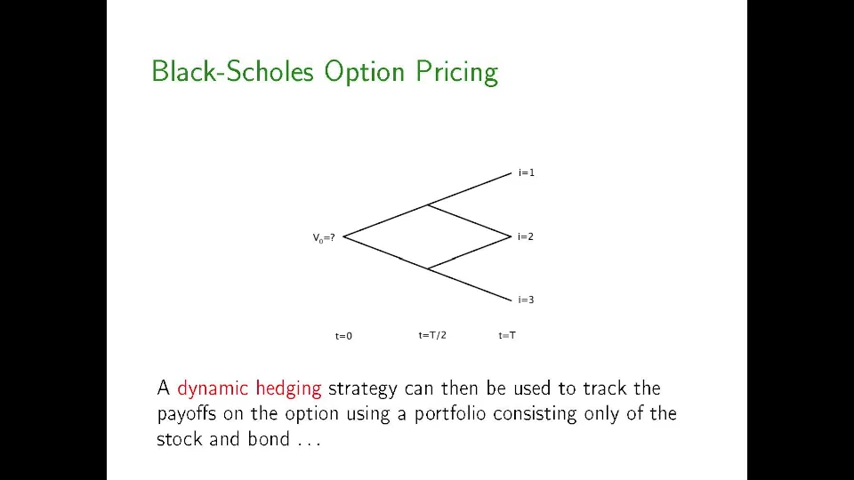 Black-Scholes Option Pricing
i=1
V₀=?
i=2
i=3
t=0 t=T/2 t=T
A dynamic hedging strategy can then be used to track the
payoffs on the option using a portfolio consisting only of the
stock and bond ...